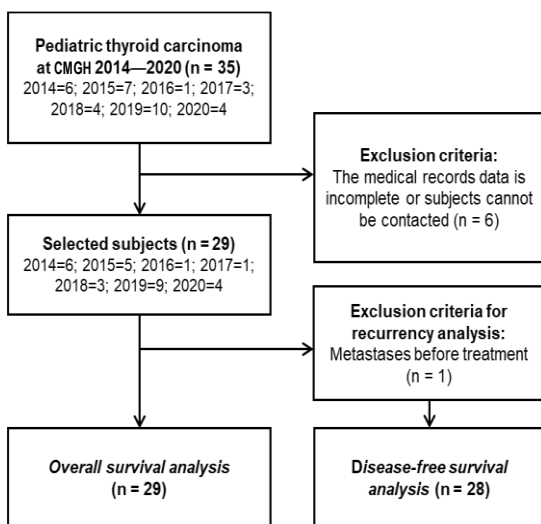 Pediatric thyroid carcinoma
at CMGH 2014—2020 (n = 35)
2014=6; 2015=7; 2016=1; 2017=3;
2018=4; 2019=10; 2020=4
Exclusion criteria:
The medical records data is
incomplete or subjects cannot
be contacted (n = 6)
Selected subjects (n = 29)
2014=6; 2015=5; 2016=1; 2017=1;
2018=3; 2019=9; 2020=4
Exclusion criteria for
recurrency analysis:
Metastases before treatment
(n = 1)
Overall survival analysis
(n = 29)
Disease-free survival
analysis (n = 28)